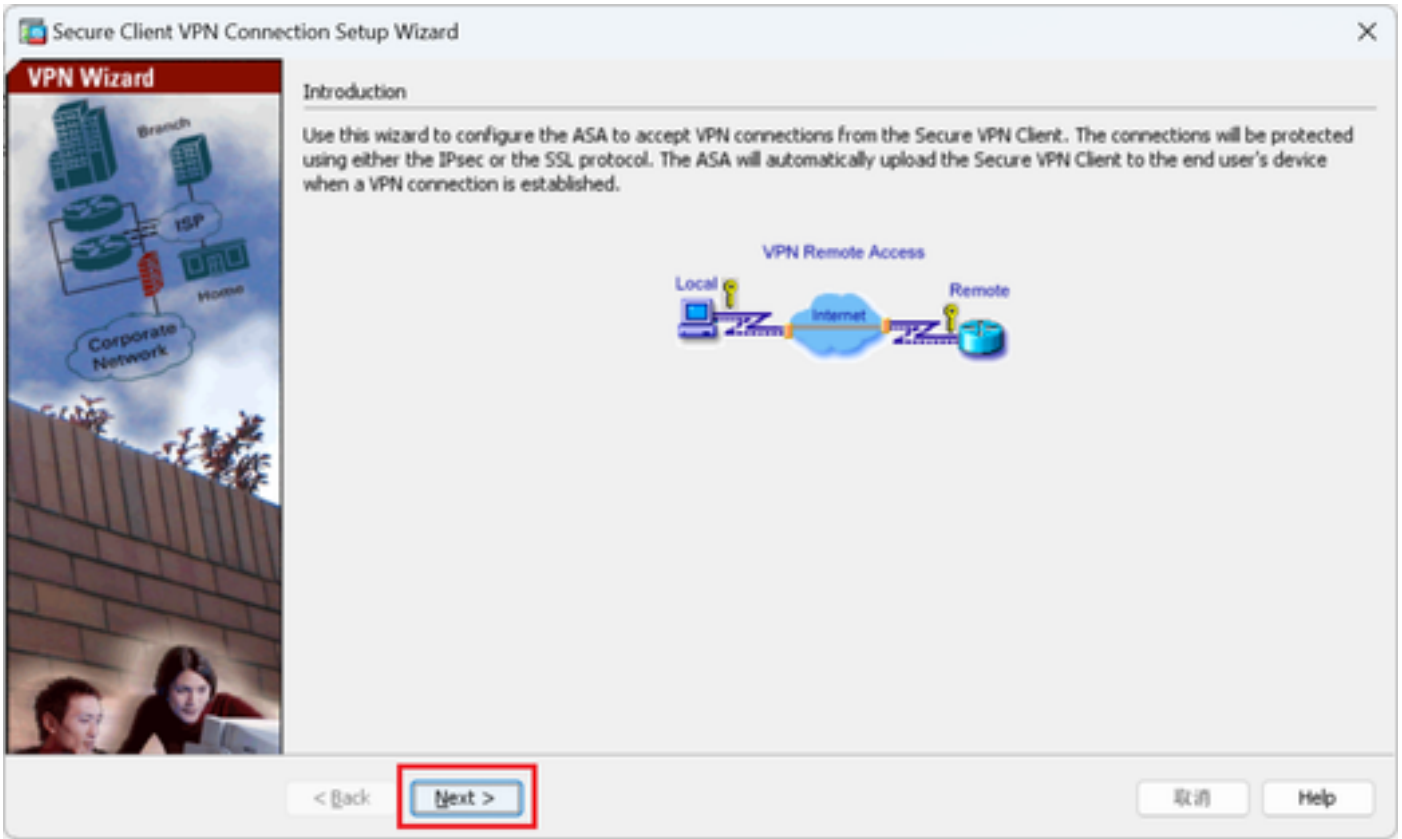 Secure Client VPN Connection Setup Wizard
VPN Wizard
Branch
ISP
Home
Corporate
Network
Introduction
Use this wizard to configure the ASA to accept VPN connections from the Secure VPN Client. The connections will be protected
using either the IPsec or the SSL protocol. The ASA will automatically upload the Secure VPN Client to the end user's device
when a VPN connection is established.
VPN Remote Access
Local
Internet
Remote
< Back
Next >
取消
Help